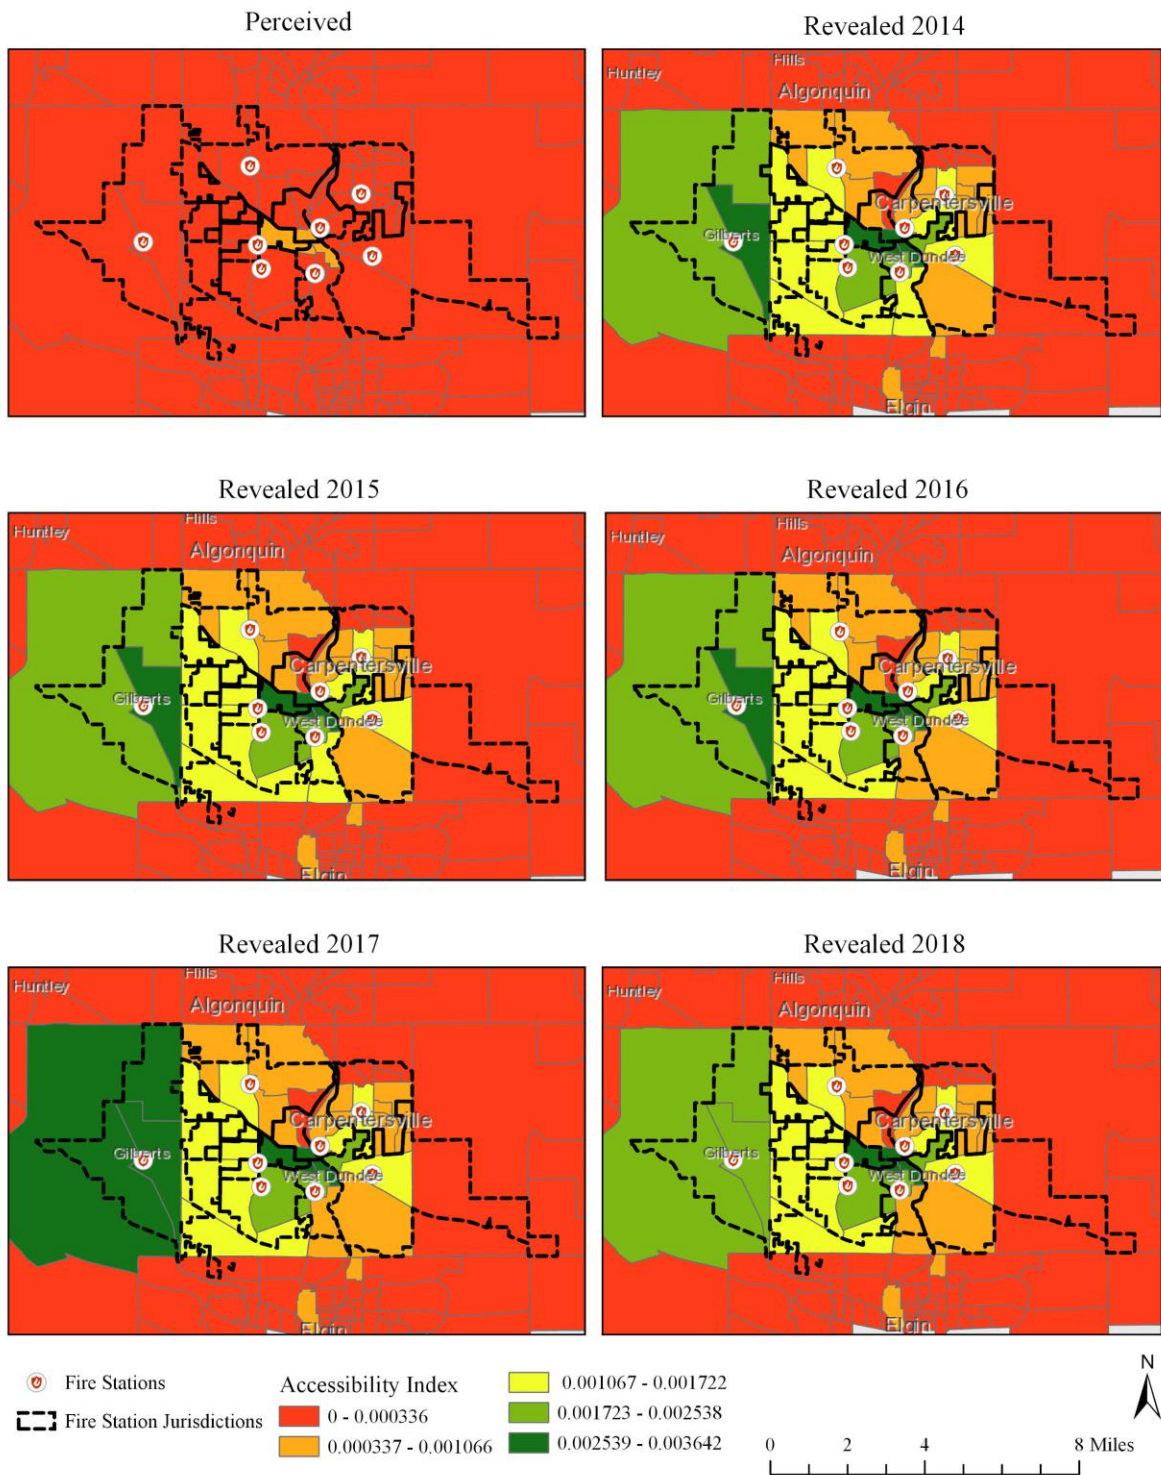 Perceived
Revealed 2014
Huntley
Hills
Algonquin
Carpentersville
Gilberts
West Dundee
Elgin
Revealed 2015
Revealed 2016
Huntley
Hills
Algonquin
Carpentersville
Gilberts
West Dundee
Elgin
Huntley
Hills
Algonquin
Carpentersville
Gilberts
West Dundee
Elgin
Revealed 2017
Revealed 2018
Huntley
Hills
Algonquin
Carpentersville
Gilberts
West Dundee
Elgin
Huntley
Hills
Algonquin
Carpentersville
Gilberts
West Dundee
Elgin
Fire Stations
Fire Station Jurisdictions
Accessibility Index
0 - 0.000336
0.000337 - 0.001066
0.001067 - 0.001722
0.001723 - 0.002538
0.002539 - 0.003642
N
0 2 4 8 Miles